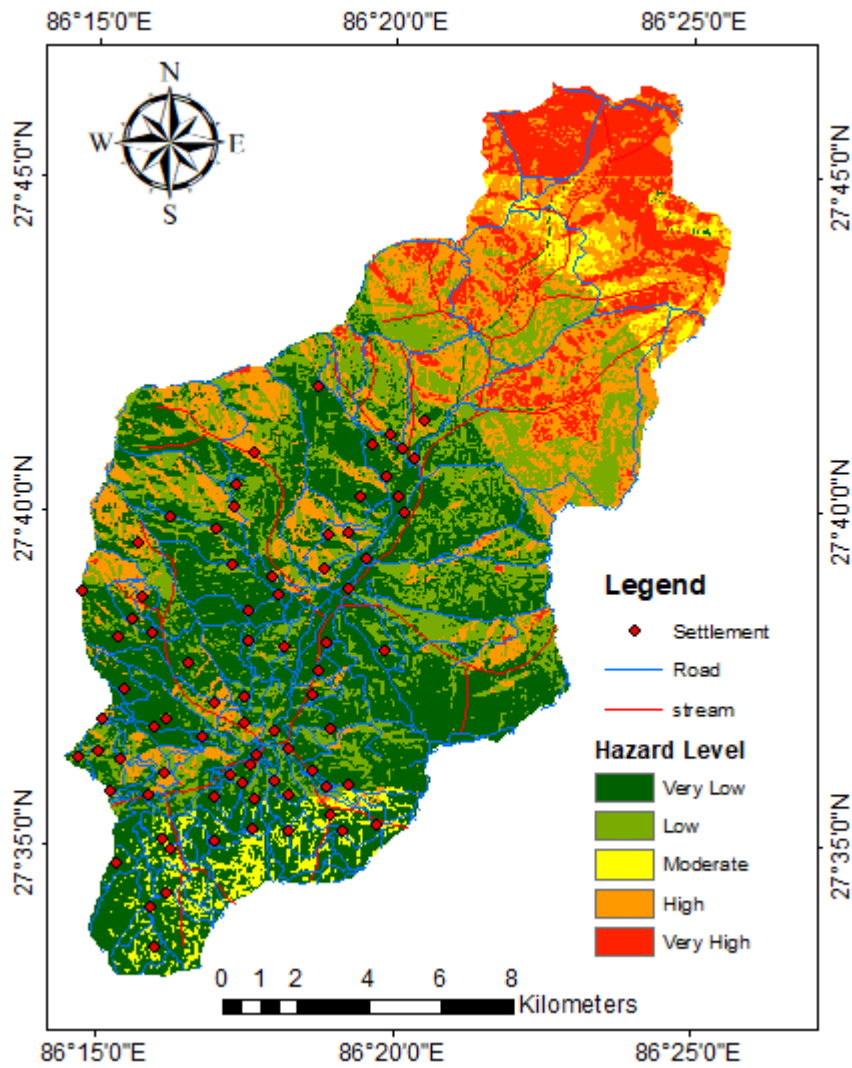 86°15'0"E 86°20'0"E 86°25'0"E
N
W E
S
27°45'0"N 27°45'0"N
27°40'0"N 27°40'0"N
Legend
Settlement
Road
stream
Hazard Level
Very Low
Low
Moderate
High
Very High
27°35'0"N 27°35'0"N
0 1 2 4 6 8
Kilometers
86°15'0"E 86°20'0"E 86°25'0"E